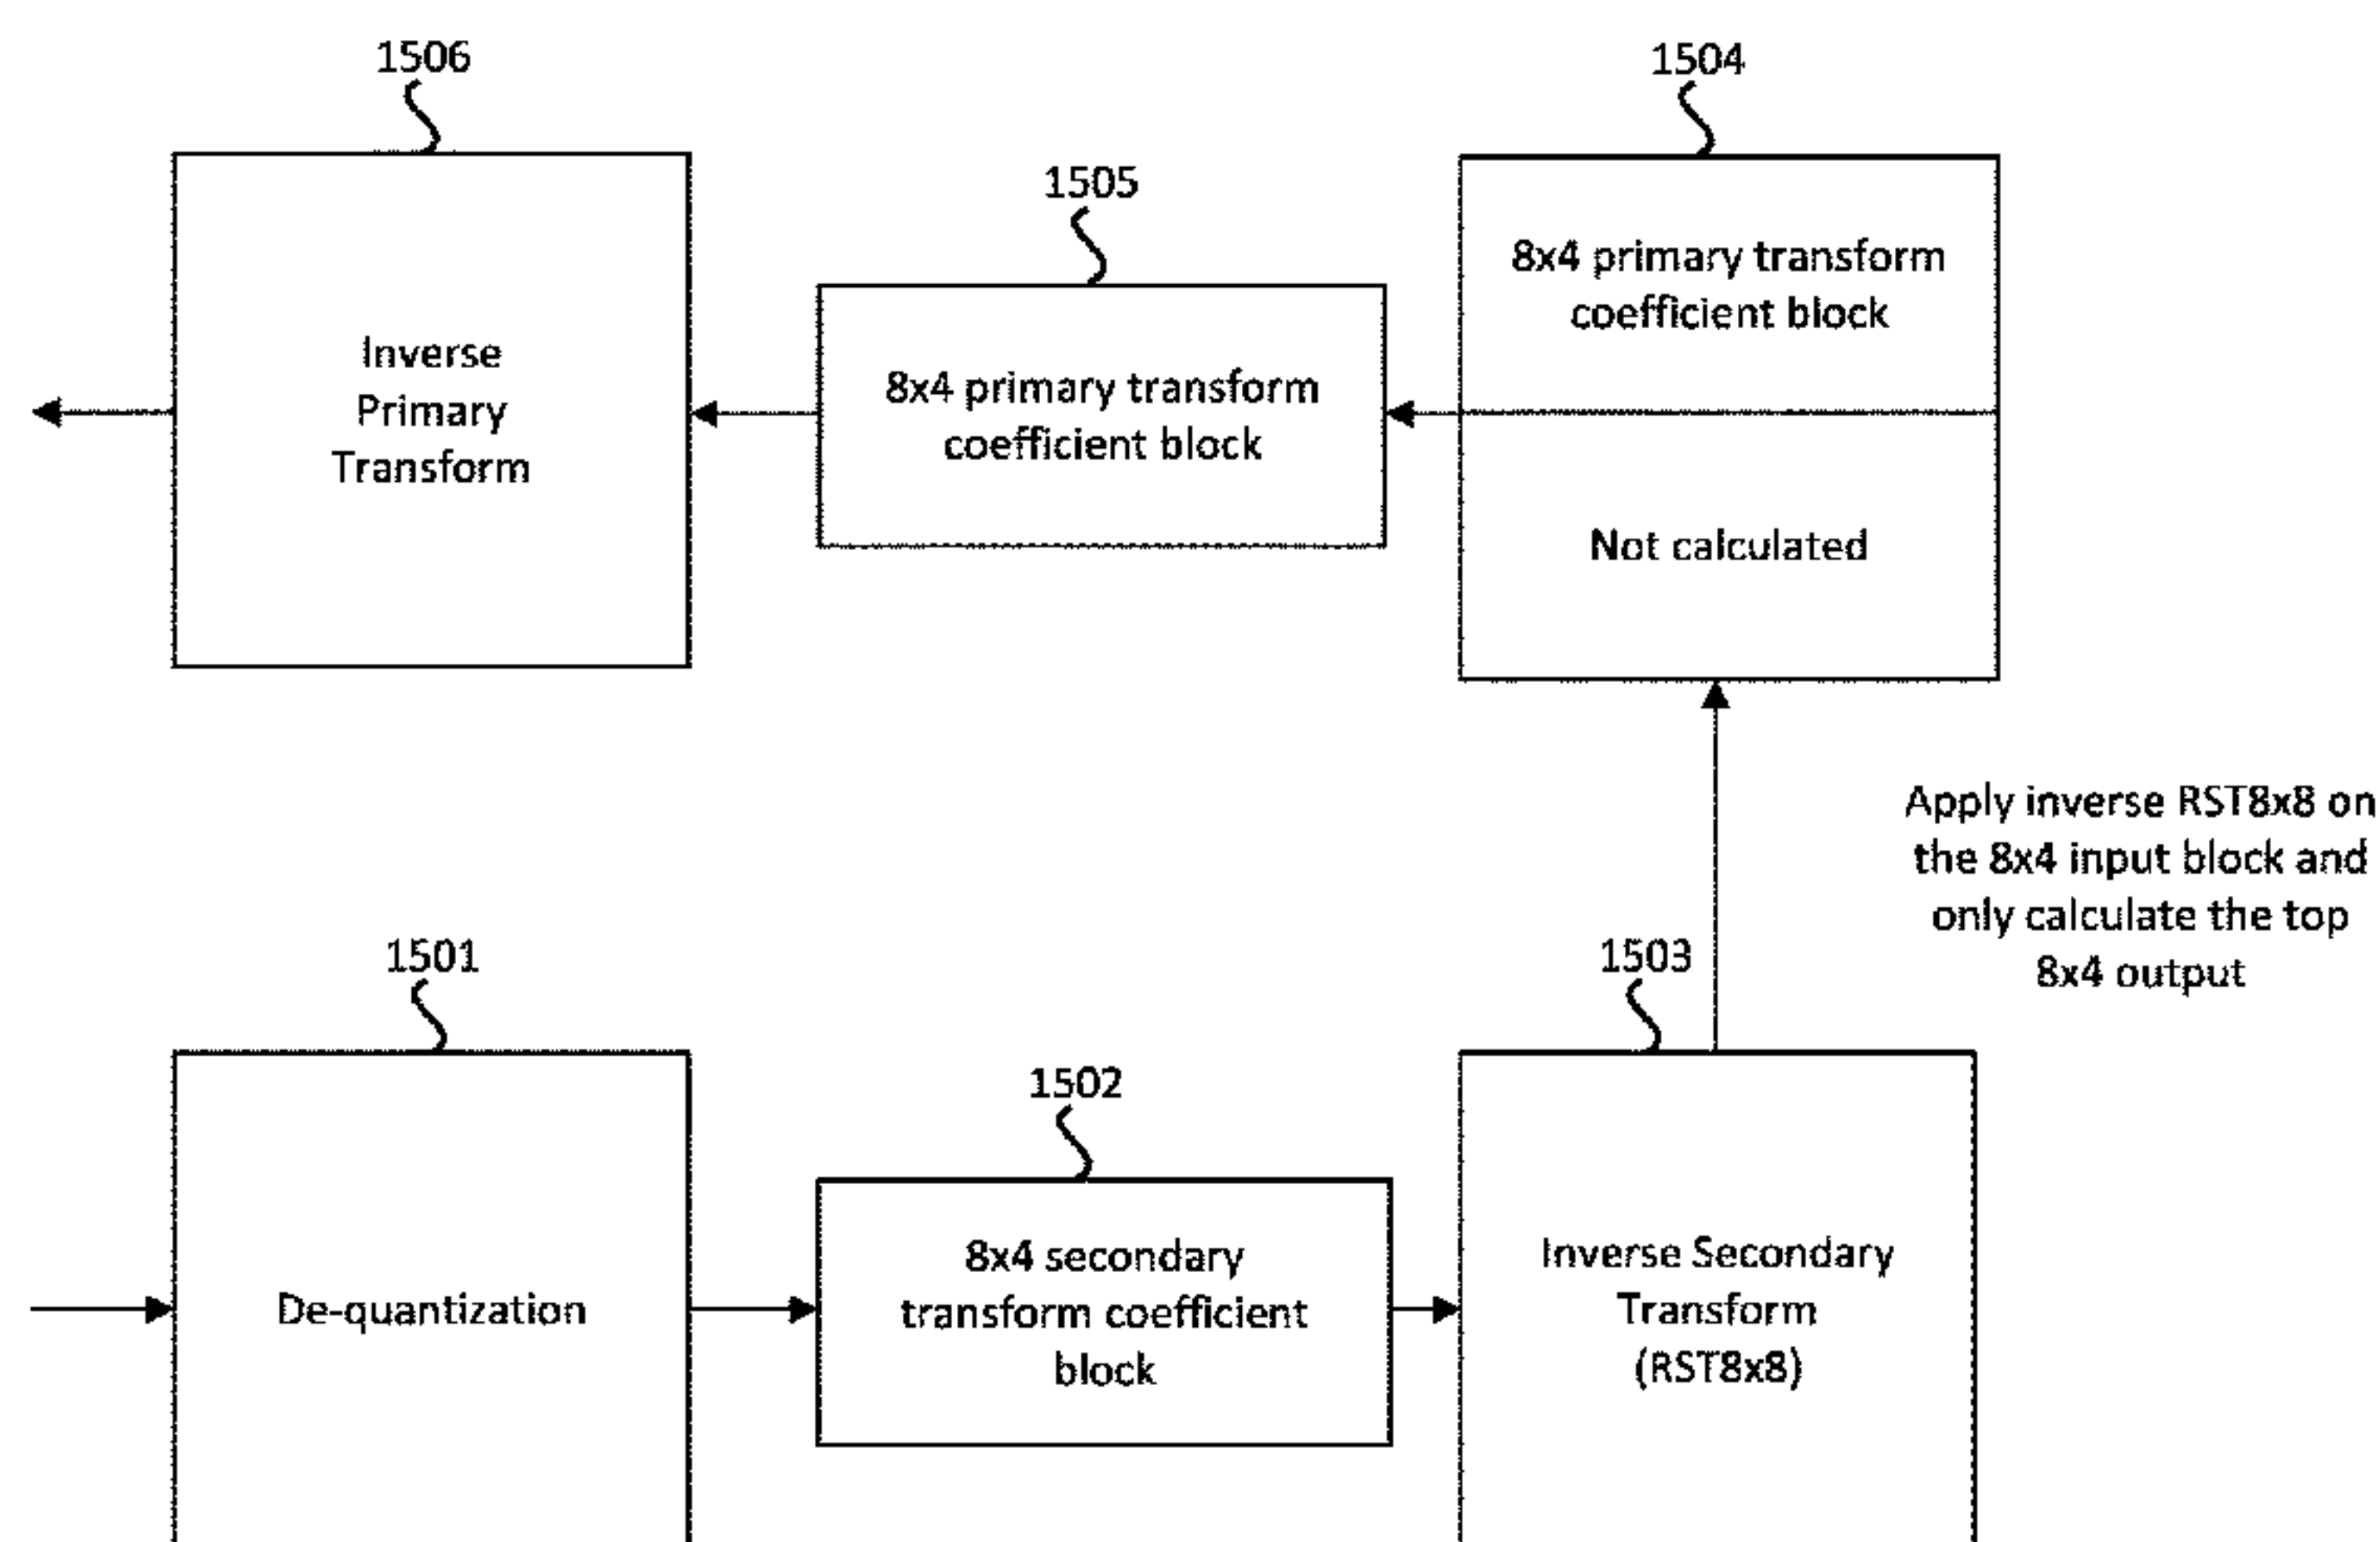 1506
1504
1505
8x4 primary transform
coefficient block
Inverse
Primary
Transform
8x4 primary transform
coefficient block
Not calculated
Apply inverse RST8x8 on
the 8x4 input block and
only calculate the top
8x4 output
1501
1503
1502
De-quantization
8x4 secondary
transform coefficient
block
Inverse Secondary
Transform
(RST8x8)